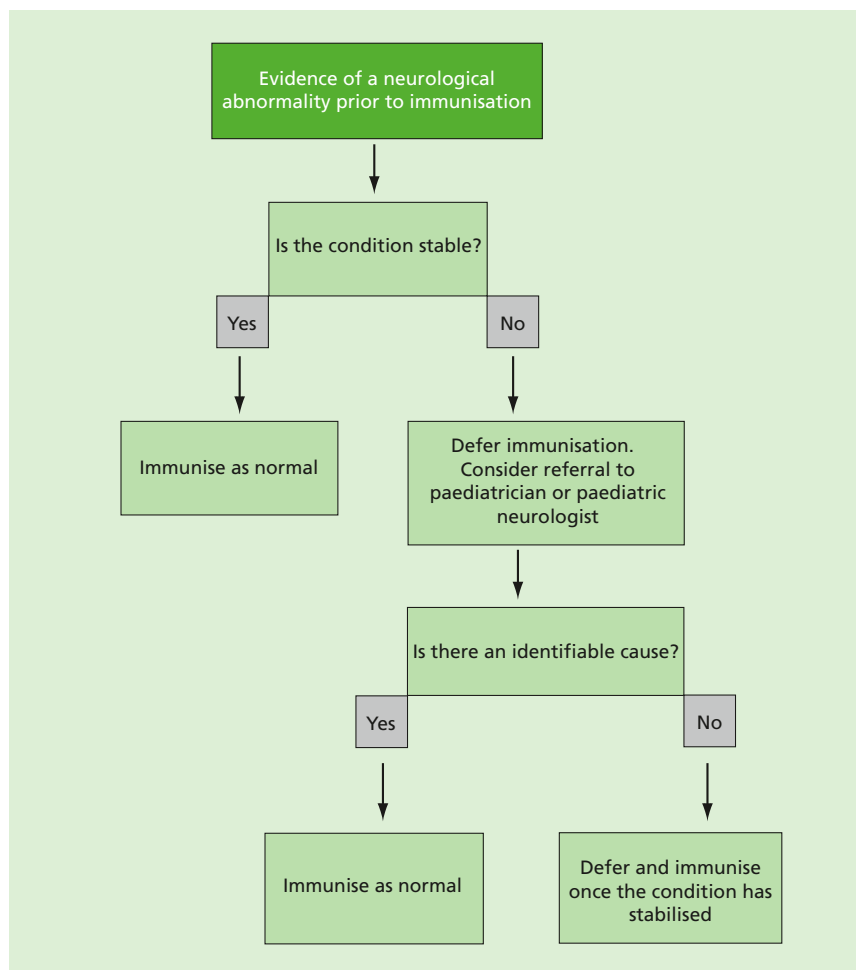 Evidence of a neurological
abnormality prior to immunisation
Is the condition stable?
Yes
No
Immunise as normal
Defer immunisation.
Consider referral to
paediatrician or paediatric
neurologist
Is there an identifiable cause?
Yes
No
Immunise as normal
Defer and immunise
once the condition has
stabilised